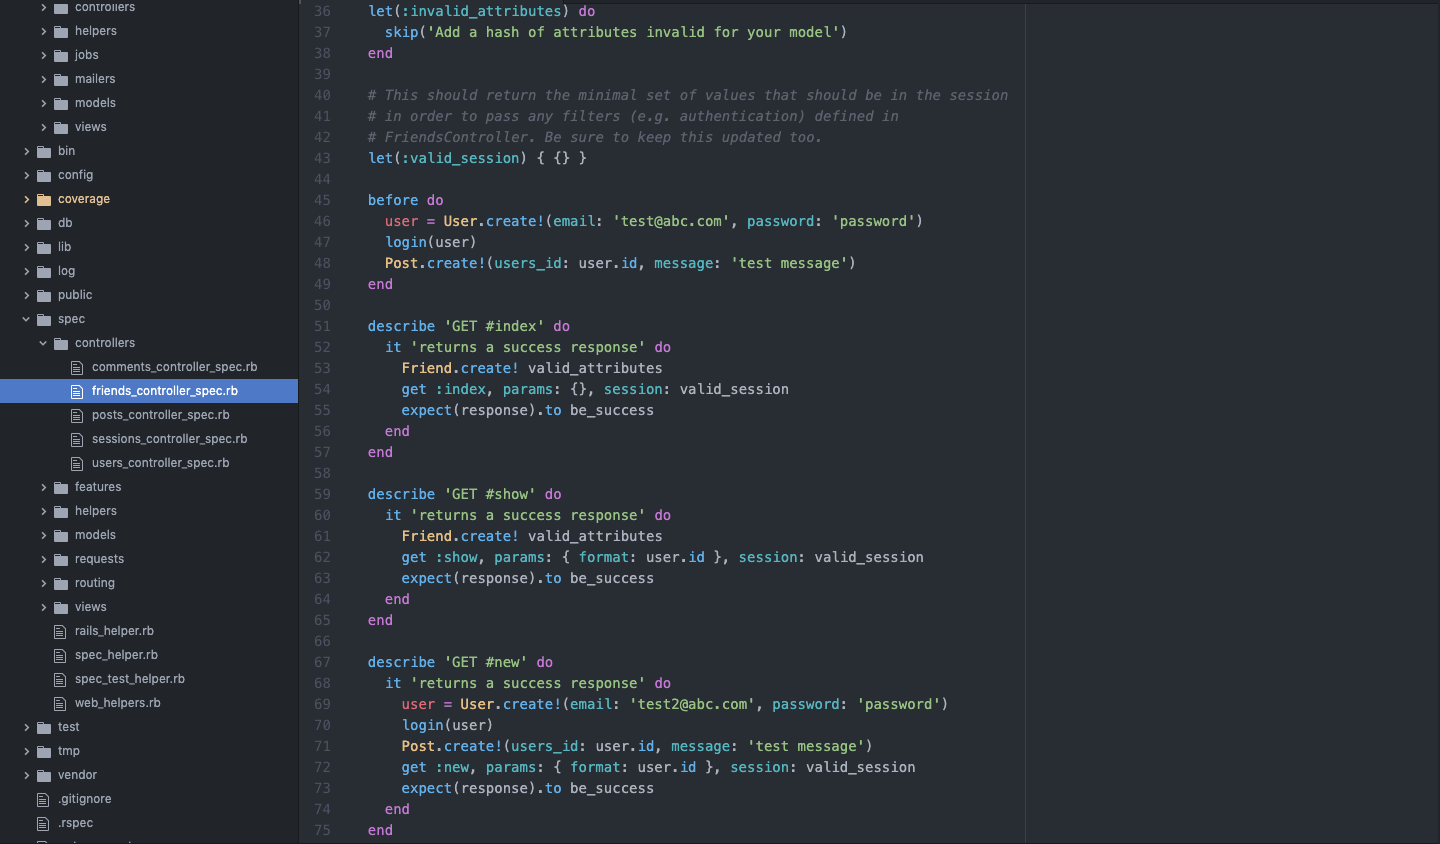 controllers
helpers
jobs
mailers
models
views
bin
config
coverage
db
lib
log
public
spec
controllers
comments_controller_spec.rb
friends_controller_spec.rb
posts_controller_spec.rb
sessions_controller_spec.rb
users_controller_spec.rb
features
helpers
models
requests
routing
views
rails_helper.rb
spec_helper.rb
spec_test_helper.rb
web_helpers.rb
test
tmp
vendor
.gitignore
.rspec
36 let(:invalid_attributes) do
37 skip('Add a hash of attributes invalid for your model')
38 end
39
40 # This should return the minimal set of values that should be in the session
41 # in order to pass any filters (e.g. authentication) defined in
42 # FriendsController. Be sure to keep this updated too.
43 let(:valid_session) { {} }
44
45 before do
46 user = User.create!(email: 'test@abc.com', password: 'password')
47 login(user)
48 Post.create!(users_id: user.id, message: 'test message')
49 end
50
51 describe 'GET #index' do
52 it 'returns a success response' do
53 Friend.create! valid_attributes
54 get :index, params: {}, session: valid_session
55 expect(response).to be_success
56 end
57 end
58
59 describe 'GET #show' do
60 it 'returns a success response' do
61 Friend.create! valid_attributes
62 get :show, params: { format: user.id }, session: valid_session
63 expect(response).to be_success
64 end
65 end
66
67 describe 'GET #new' do
68 it 'returns a success response' do
69 user = User.create!(email: 'test2@abc.com', password: 'password')
70 login(user)
71 Post.create!(users_id: user.id, message: 'test message')
72 get :new, params: { format: user.id }, session: valid_session
73 expect(response).to be_success
74 end
75 end